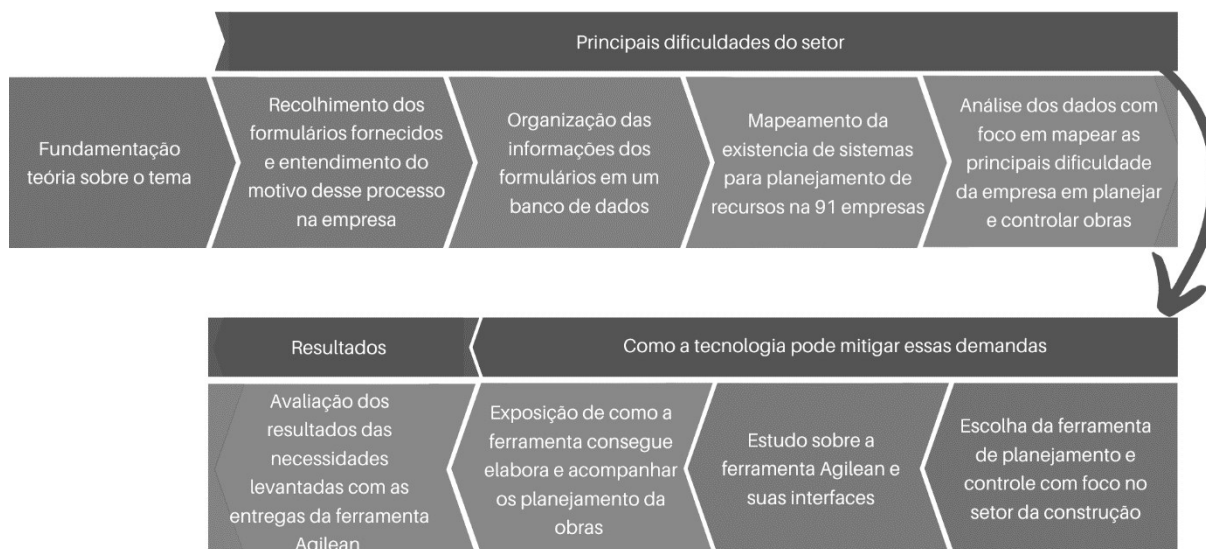 Principais dificuldades do setor
Fundamentação
teória sobre o tema
Recolhimento dos
formulários fornecidos
e entendimento do
motivo desse processo
na empresa
Organização das
informações dos
formulários em um
banco de dados
Mapeamento da
existencia de sistemas
para planejamento de
recursos na 91 empresas
Análise dos dados com
foco em mapear as
principais dificuldade
da empresa em planejar
e controlar obras
Como a tecnologia pode mitigar essas demandas
Escolha da ferramenta
de planejamento e
controle com foco no
setor da construção
Estudo sobre a
ferramenta Agilean e
suas interfaces
Exposição de como a
ferramenta consegue
elabora e acompanhar
os planejamento da
obras
Resultados
Avaliação dos
resultados das
necessidades
levantadas com as
entregas da ferramenta
Agilean